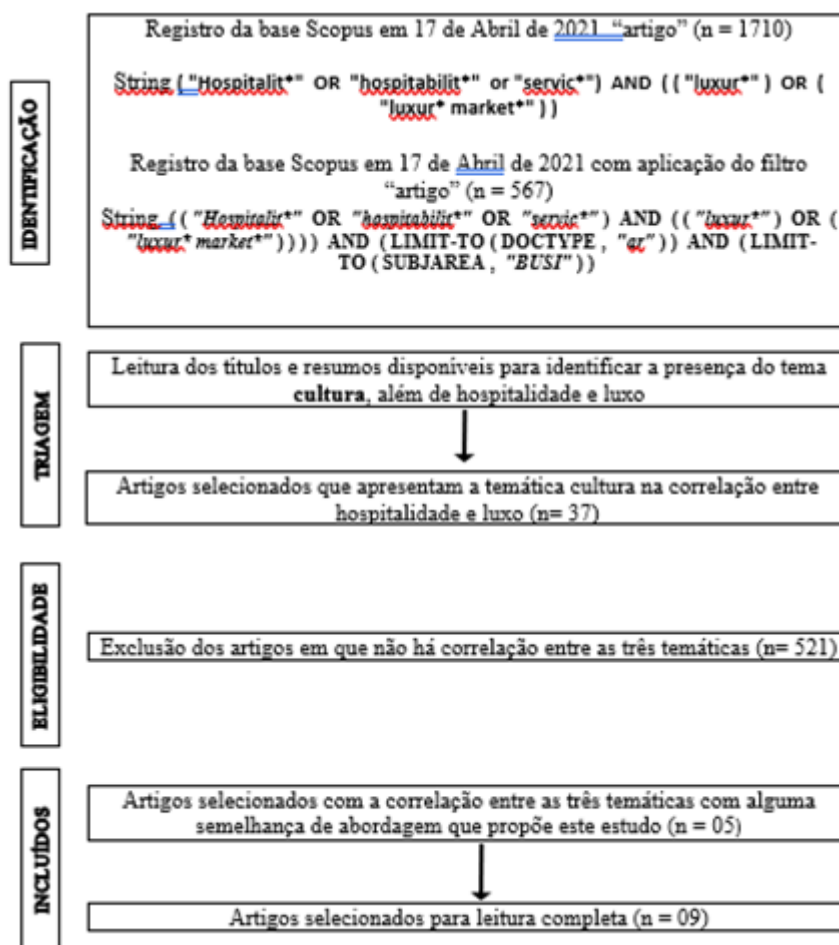 IDENTIFICAÇÃO
Registro da base Scopus em 17 de Abril de 2021 “artigo” (n = 1710)
String ( "Hospitalit*" OR "hospitabilit*" or "servic*") AND ( ( "luxur*" ) OR (
"luxur* market*" ) )
Registro da base Scopus em 17 de Abril de 2021 com aplicação do filtro
“artigo” (n = 567)
String ( ( "Hospitalit*" OR "hospitabilit*" OR "servic*" ) AND ( ( "luxur*" ) OR (
"luxur* market*" ) ) ) ) AND ( LIMIT-TO ( DOCTYPE , "ar" ) ) AND ( LIMIT-
TO ( SUBJAREA , "BUSI" ) )
TRIAGEM
Leitura dos títulos e resumos disponíveis para identificar a presença do tema
cultura, além de hospitalidade e luxo
Artigos selecionados que apresentam a temática cultura na correlação entre
hospitalidade e luxo (n= 37)
ELIGIBILIDADE
Exclusão dos artigos em que não há correlação entre as três temáticas (n= 521)
INCLUÍDOS
Artigos selecionados com a correlação entre as três temáticas com alguma
semelhança de abordagem que propõe este estudo (n = 05)
Artigos selecionados para leitura completa (n = 09)